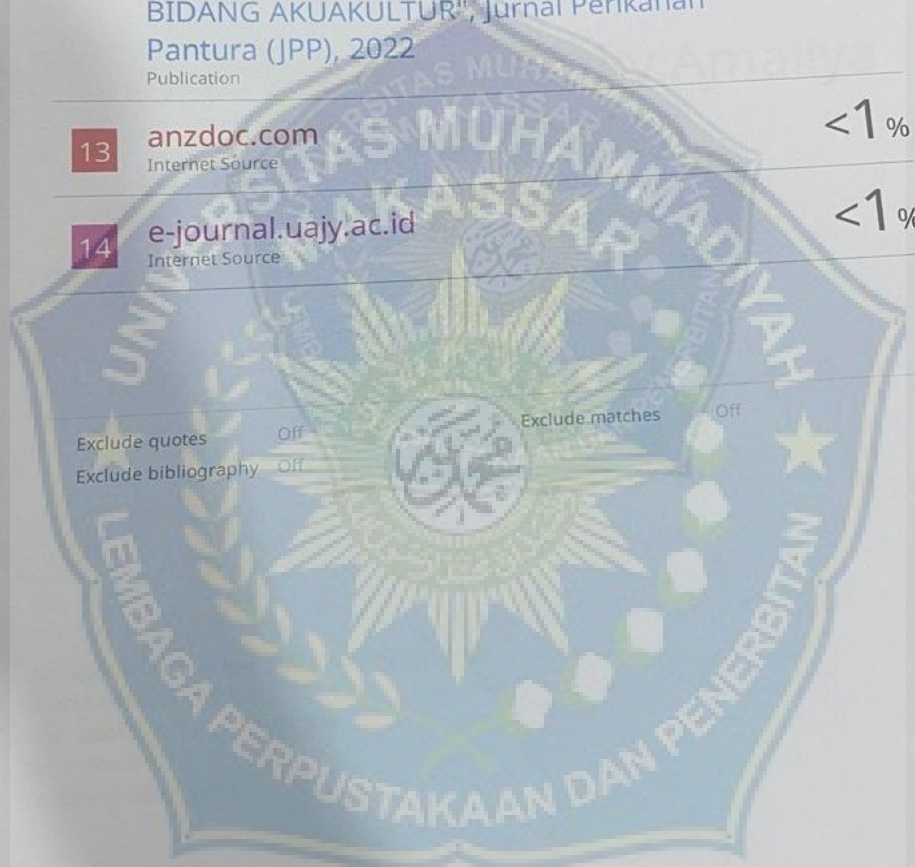 BIDANG AKUAKULTUR", Jurnal Perikanan
Pantura (JPP), 2022
Publication
13
anzdoc.com
Internet Source
<1 %
14
e-journal.uajy.ac.id
Internet Source
<1 %
Exclude quotes Off
Exclude matches Off
Exclude bibliography Off
UNIVERSITAS MUHAMMADIYAH
MAKASSAR
LEMBAGA PERPUSTAKAAN DAN PENERBITAN